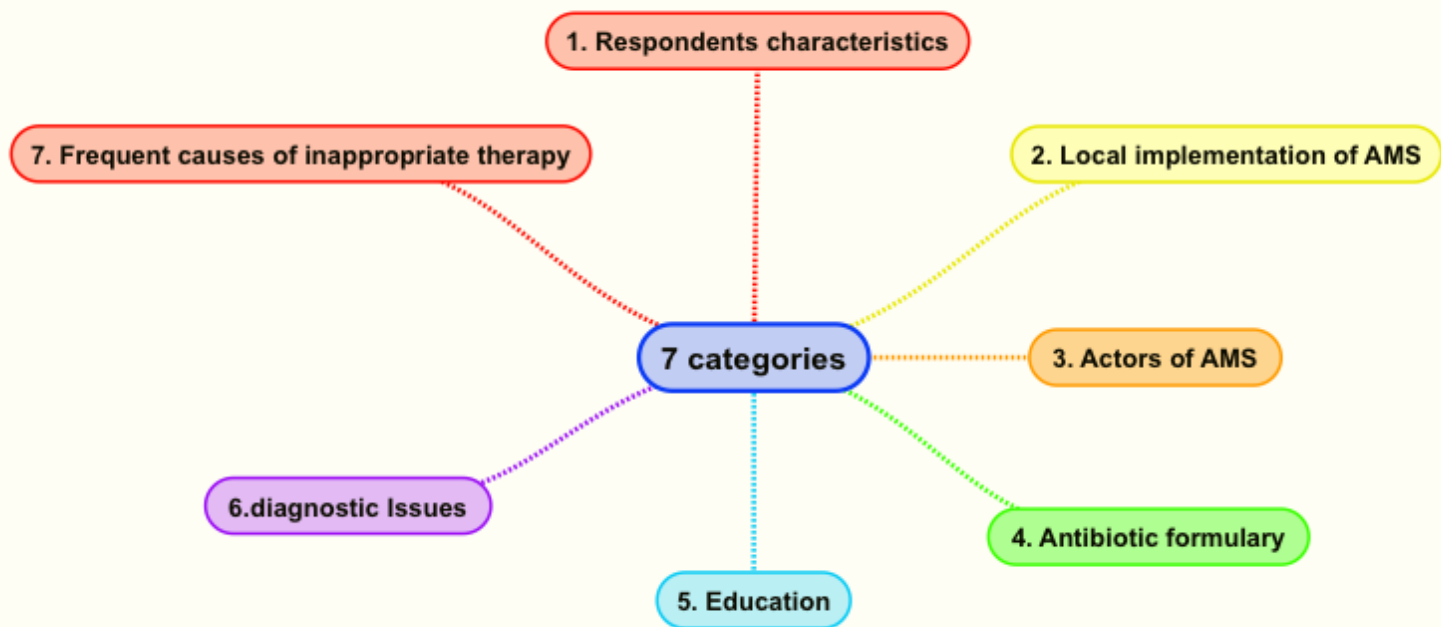 1. Respondents characteristics
7. Frequent causes of inappropriate therapy
2. Local implementation of AMS
7 categories
3. Actors of AMS
6.diagnostic Issues
4. Antibiotic formulary
5. Education